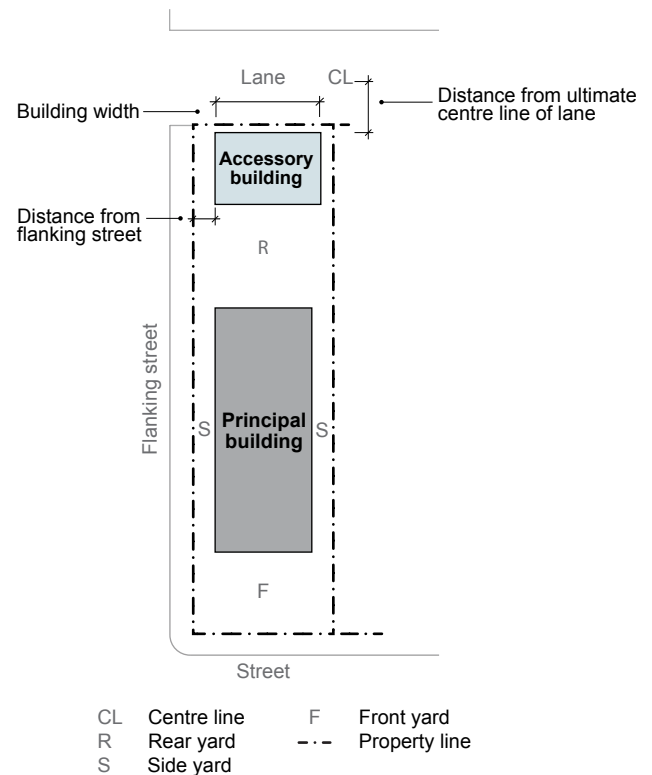 Lane
CL
Building width
Distance from ultimate
centre line of lane
Accessory
building
Distance from
flanking street
R
Flanking street
S
Principal
building
S
F
Street
CL Centre line
F Front yard
R Rear yard
Property line
S Side yard